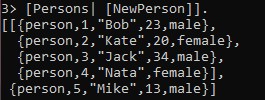 3> [Persons| [NewPerson]].
[[{person,1,"Bob",23,male},
{person,2,"Kate",20,female},
{person,3,"Jack",34,male},
{person,4,"Nata",female}],
{person,5,"Mike",13,male}]